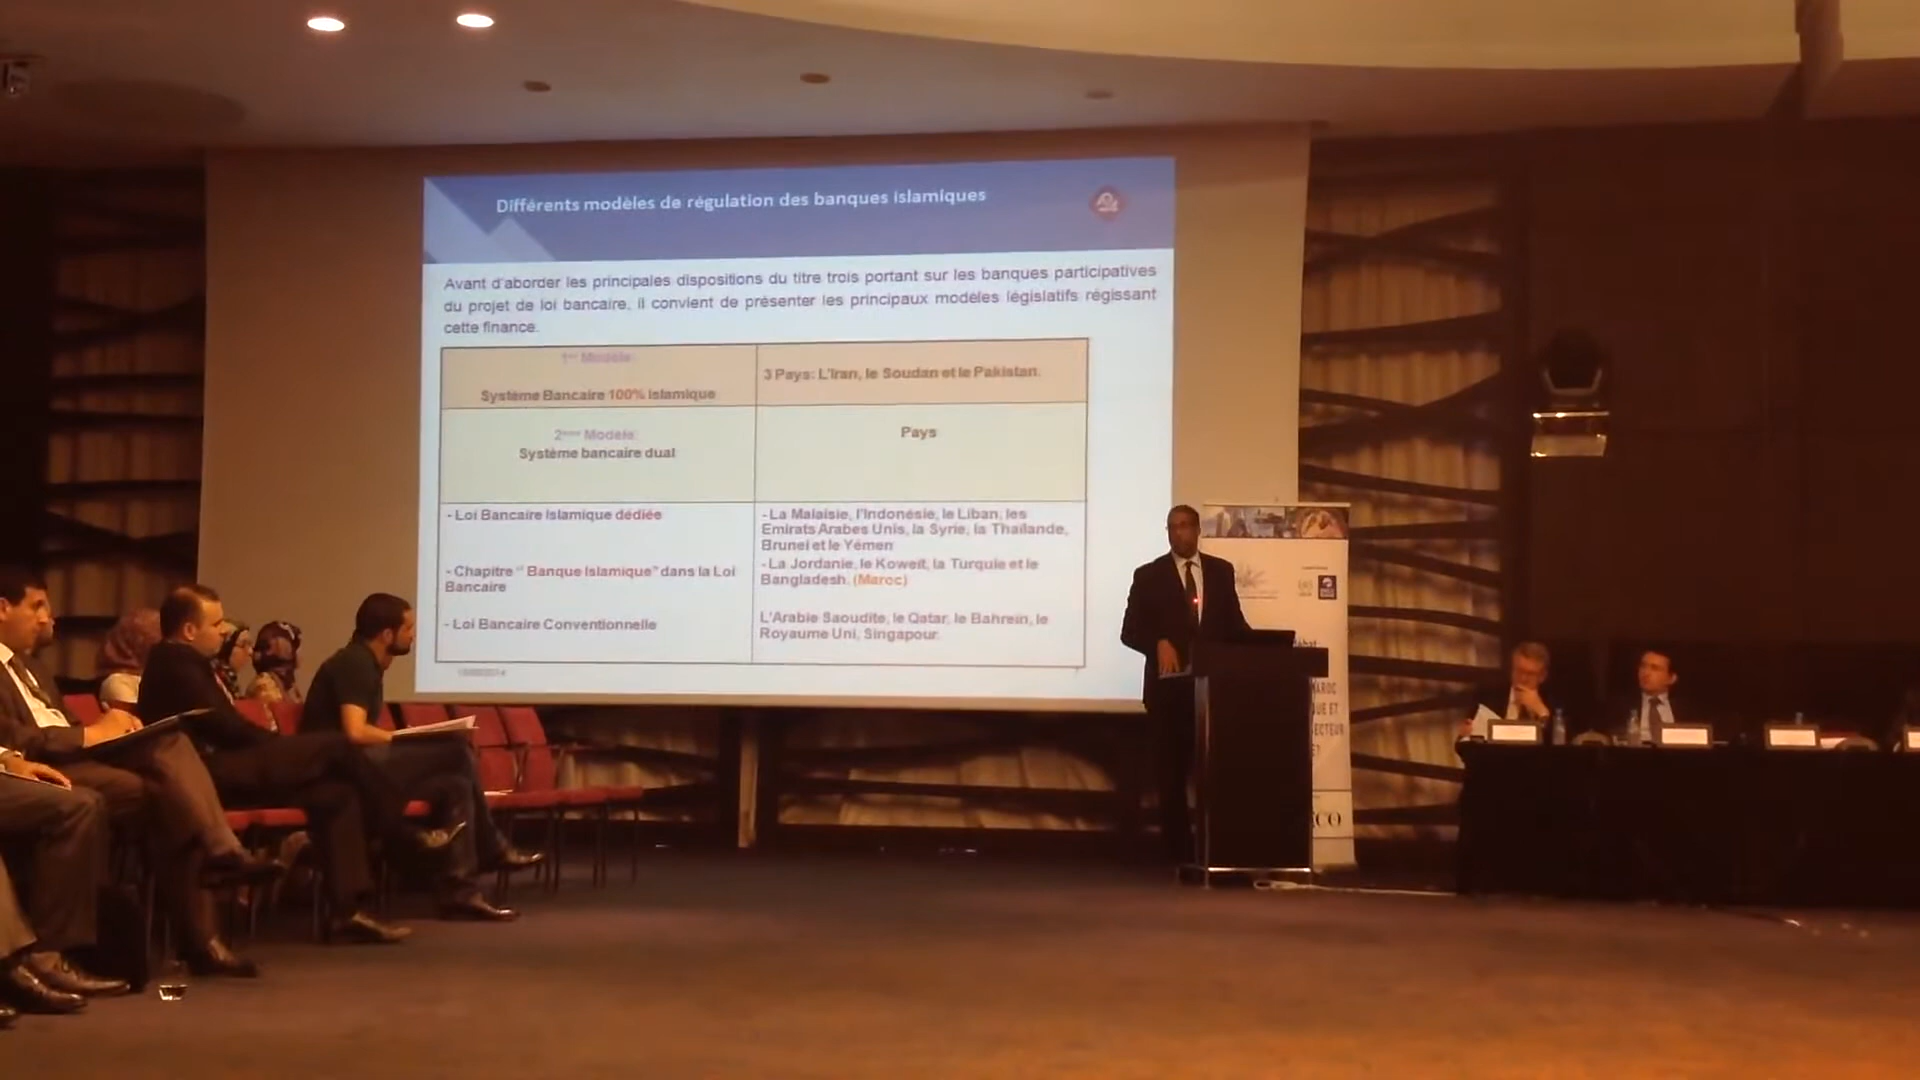 Différents modèles de régulation des banques islamiques
Avant d'aborder les principales dispositions du titre trois portant sur les banques participatives
du projet de loi bancaire, il convient de présenter les principaux modèles législatifs régissant
cette finance.
1er Modèle
Système Bancaire 100% Islamique
3 Pays: L'Iran, le Soudan et le Pakistan.
2ème Modèle
Système bancaire dual
Pays
- Loi Bancaire Islamique dédiée
- La Malaisie, l'Indonésie, le Liban, les
Emirats Arabes Unis, la Syrie, la Thaïlande,
Brunei et le Yémen
- Chapitre " Banque Islamique" dans la Loi
Bancaire
- La Jordanie, le Koweit, la Turquie et le
Bangladesh. (Maroc)
- Loi Bancaire Conventionnelle
L'Arabie Saoudite, le Qatar, le Bahrein, le
Royaume Uni, Singapour.